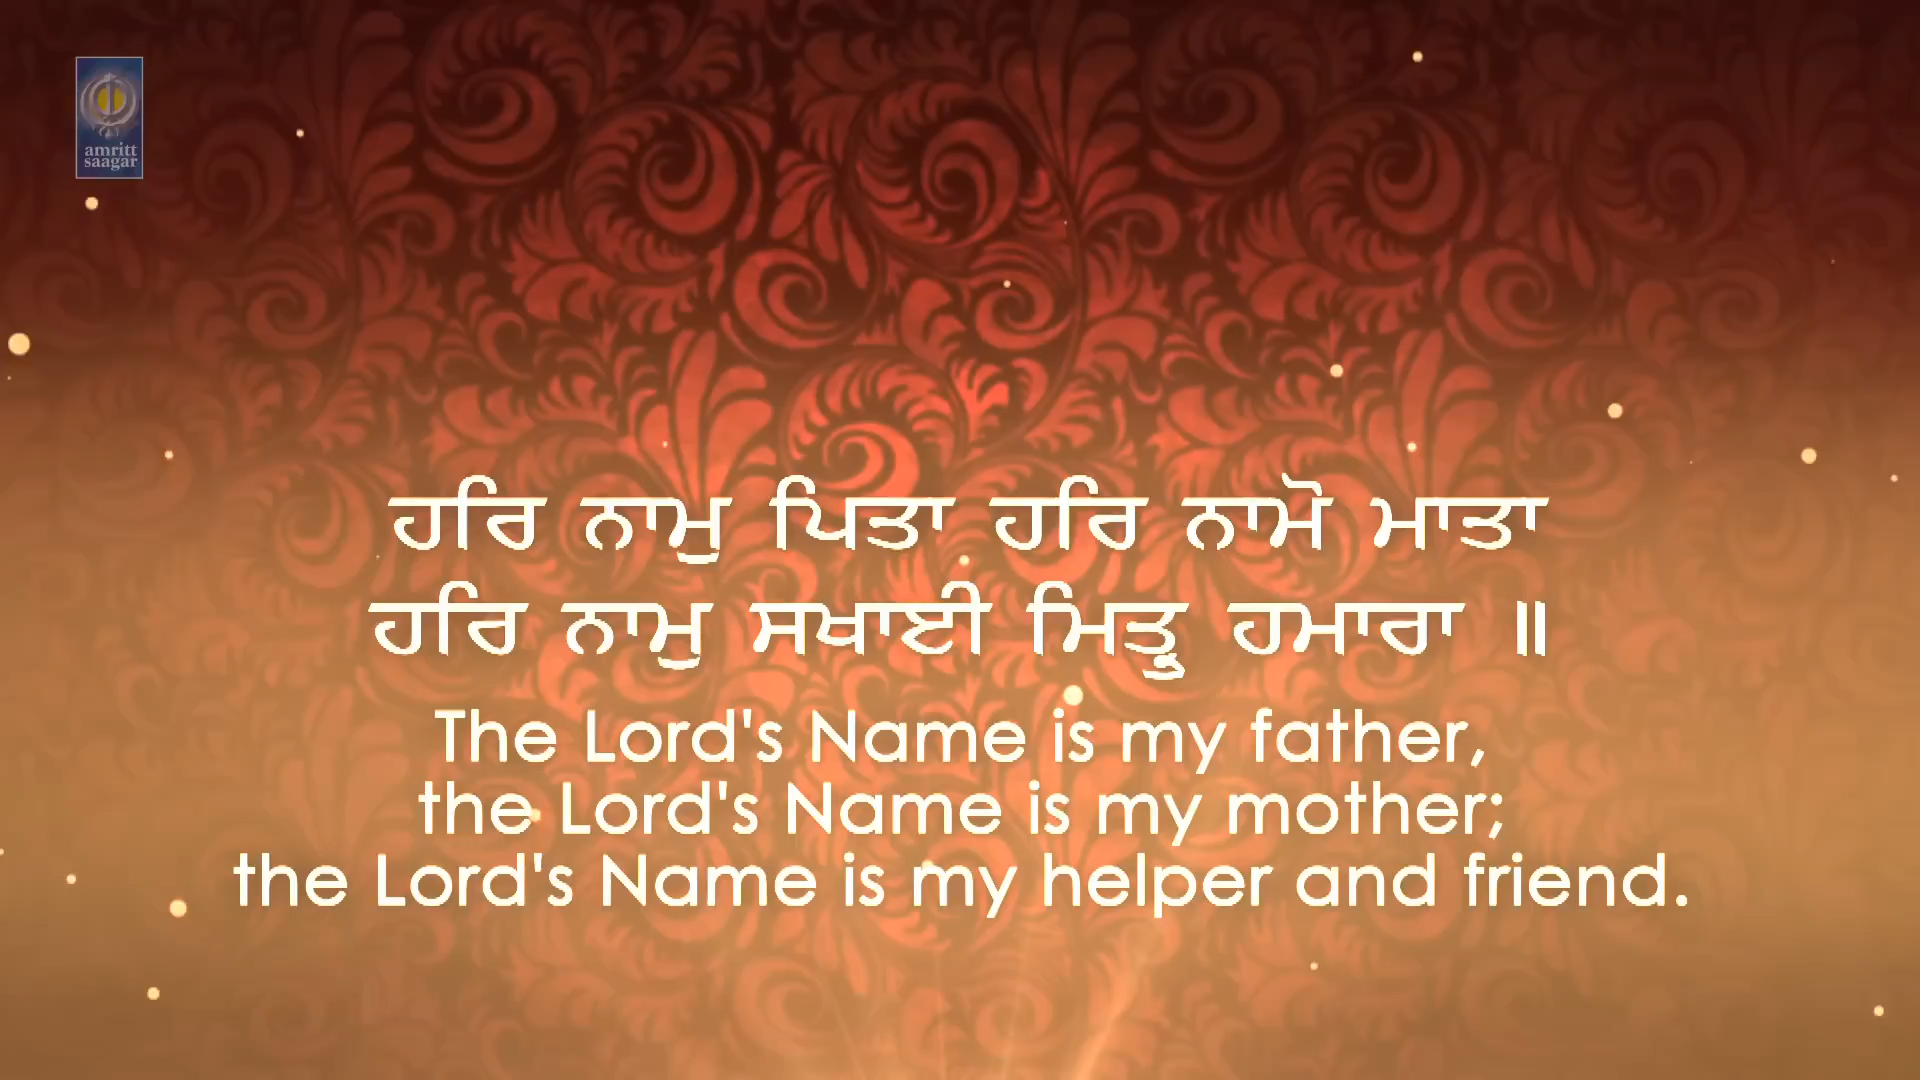 amritt
saagar
ਹਰਿ ਨਾਮੁ ਪਿਤਾ ਹਰਿ ਨਾਮੋ ਮਾਤਾ
ਹਰਿ ਨਾਮੁ ਸਖਾਈ ਮਿਤ੍ਰੁ ਹਮਾਰਾ ॥
The Lord's Name is my father,
the Lord's Name is my mother;
the Lord's Name is my helper and friend.